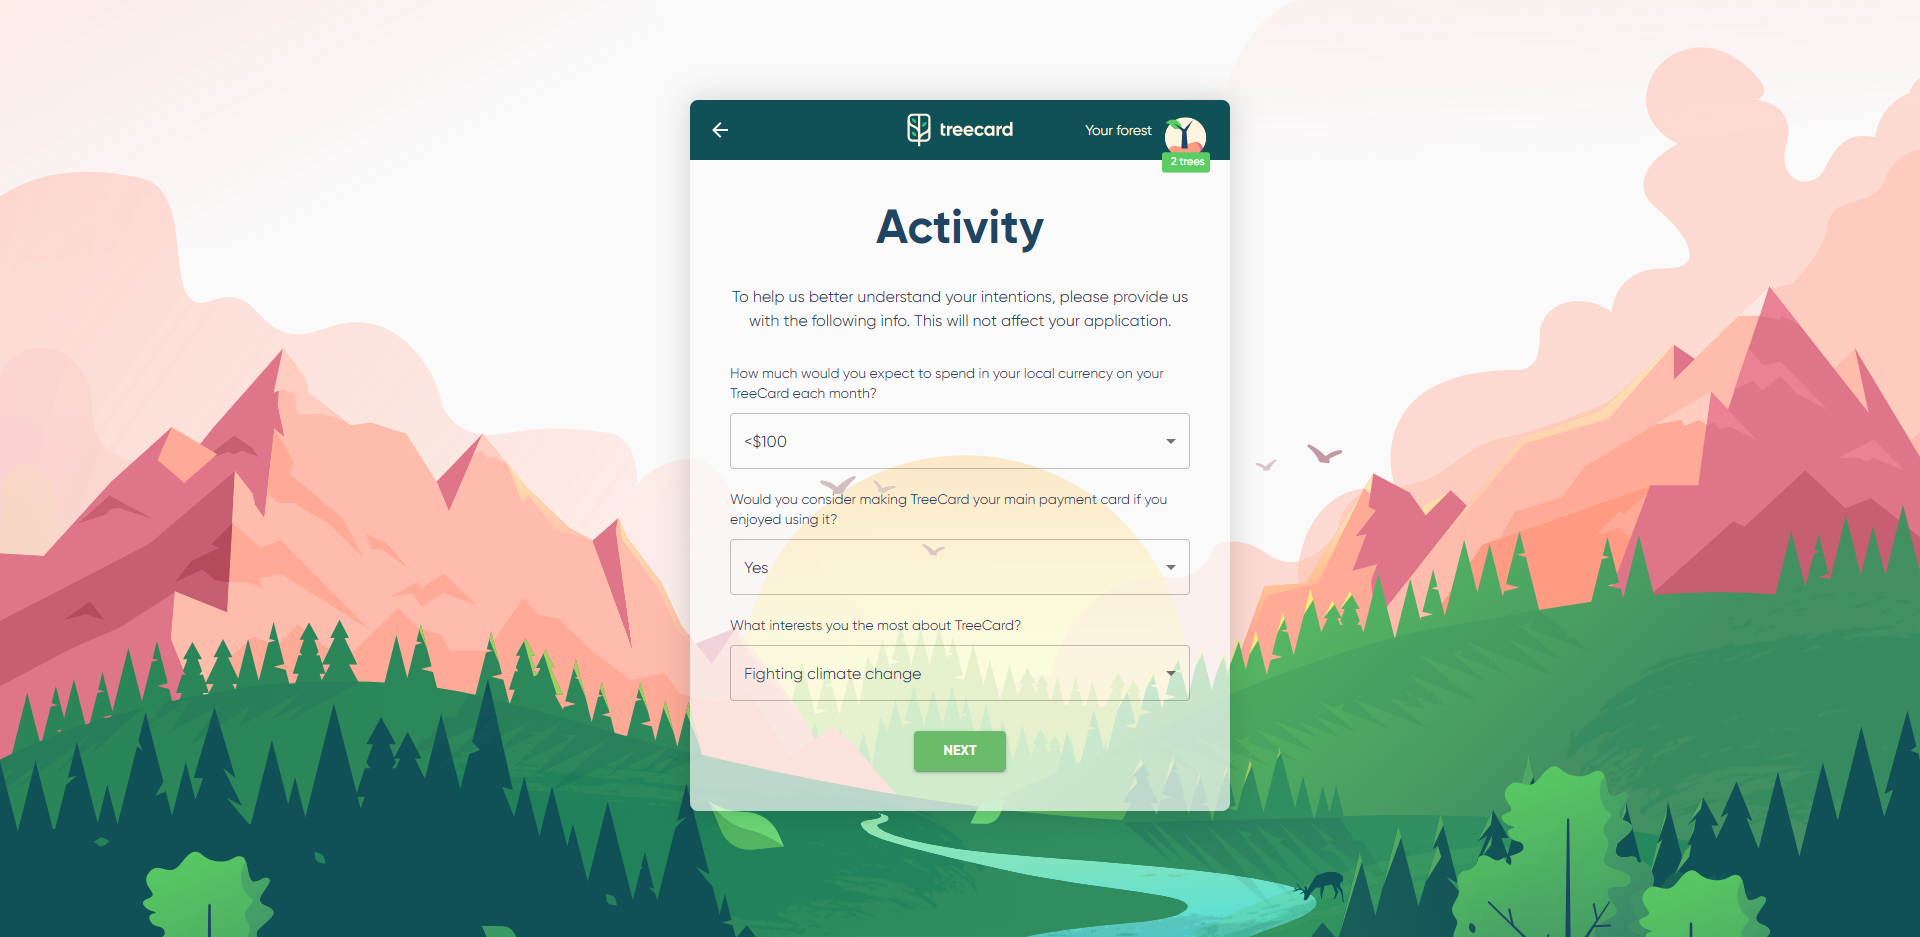 treecard
Your forest
2 trees
Activity
To help us better understand your intentions, please provide us
with the following info. This will not affect your application.
How much would you expect to spend in your local currency on your
TreeCard each month?
<$100
Would you consider making TreeCard your main payment card if you
enjoyed using it?
Yes
What interests you the most about TreeCard?
Fighting climate change
NEXT